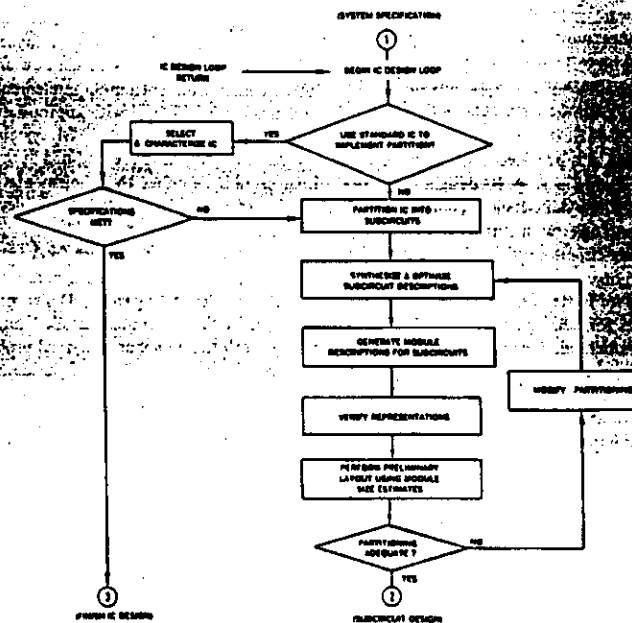 (SYSTEM SPECIFICATION)
1
IC DESIGN LOOP
RETURN
BEGIN IC DESIGN LOOP
SELECT
& CHARACTERIZE IC
YES
USE STANDARD IC TO
IMPLEMENT PARTITION?
NO
SPECIFICATIONS
MET?
NO
YES
PARTITION IC INTO
SUBCIRCUITS
SYNTHESIZE & OPTIMIZE
SUBCIRCUIT DESCRIPTIONS
GENERATE MODULE
DESCRIPTIONS FOR SUBCIRCUITS
MODIFY PARTITIONING
VERIFY REPRESENTATIONS
PERFORM PRELIMINARY
LAYOUT USING MODULE
SIZE ESTIMATES
PARTITIONING
ADEQUATE ?
NO
YES
3
(FINISH IC DESIGN)
2
(SUBCIRCUIT DESIGN)